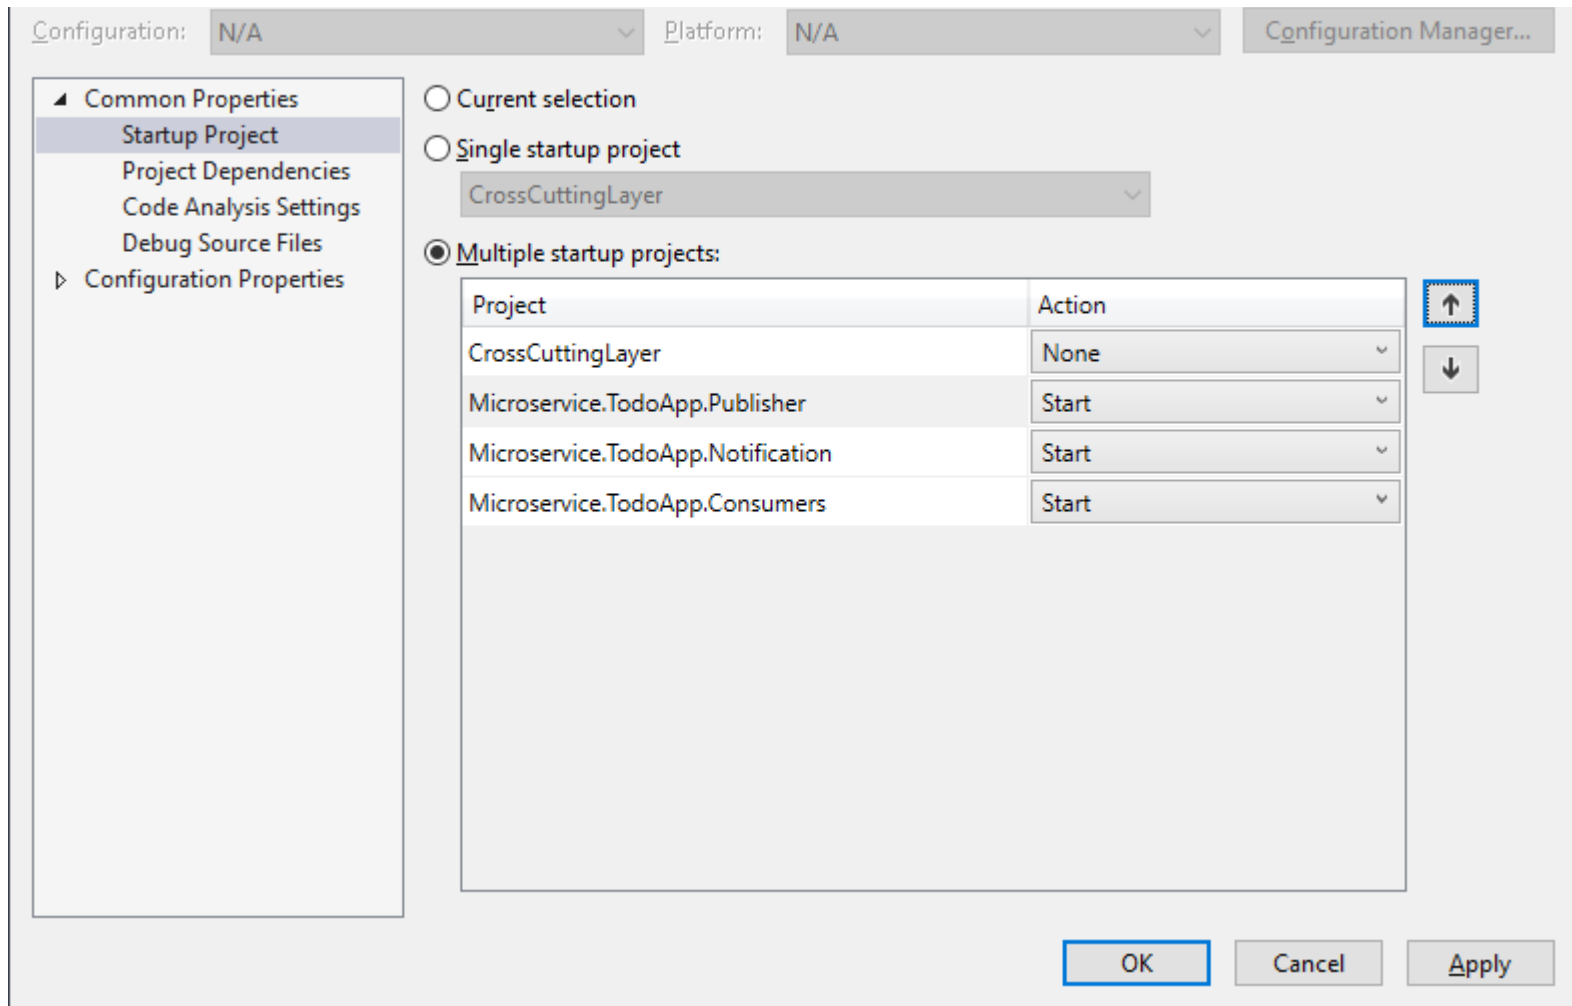 Configuration: N/A Platform: N/A Configuration Manager...
Common Properties
Startup Project
Project Dependencies
Code Analysis Settings
Debug Source Files
Configuration Properties
Current selection
Single startup project
CrossCuttingLayer
Multiple startup projects:
Project Action
CrossCuttingLayer None
Microservice.TodoApp.Publisher Start
Microservice.TodoApp.Notification Start
Microservice.TodoApp.Consumers Start
OK Cancel Apply